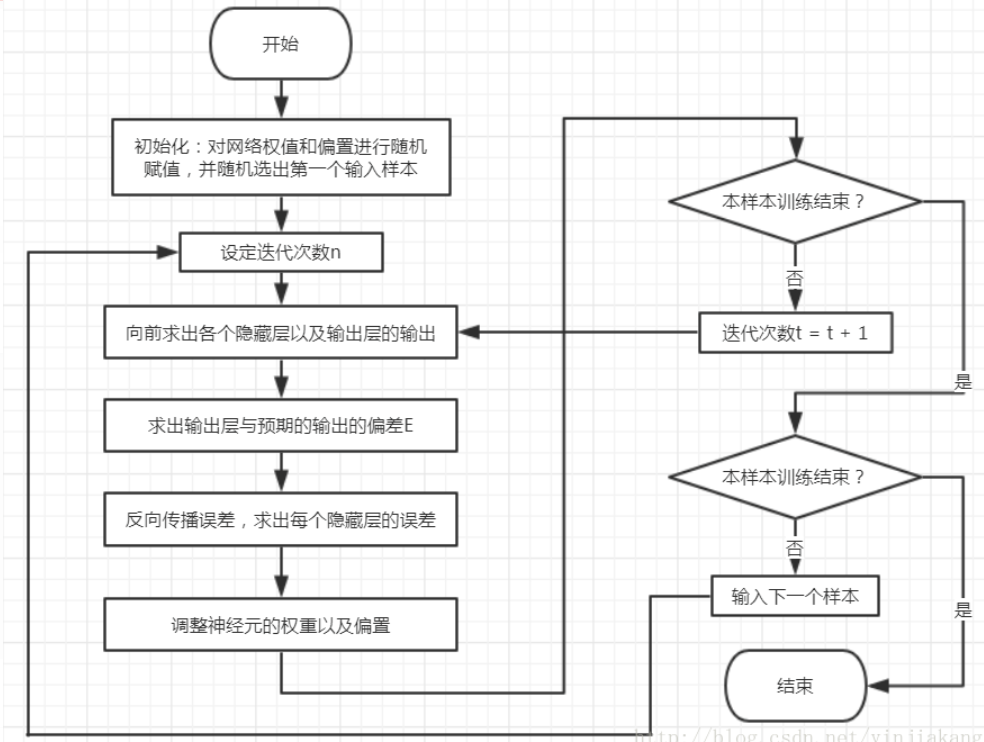 开始
初始化：对网络权值和偏置进行随机
赋值，并随机选出第一个输入样本
设定迭代次数n
向前求出各个隐藏层以及输出层的输出
求出输出层与预期的输出的偏差E
反向传播误差，求出每个隐藏层的误差
调整神经元的权重以及偏置
本样本训练结束？
否
迭代次数t = t + 1
是
本样本训练结束？
否
输入下一个样本
是
结束
http://blog.csdn.net/yinjiakang